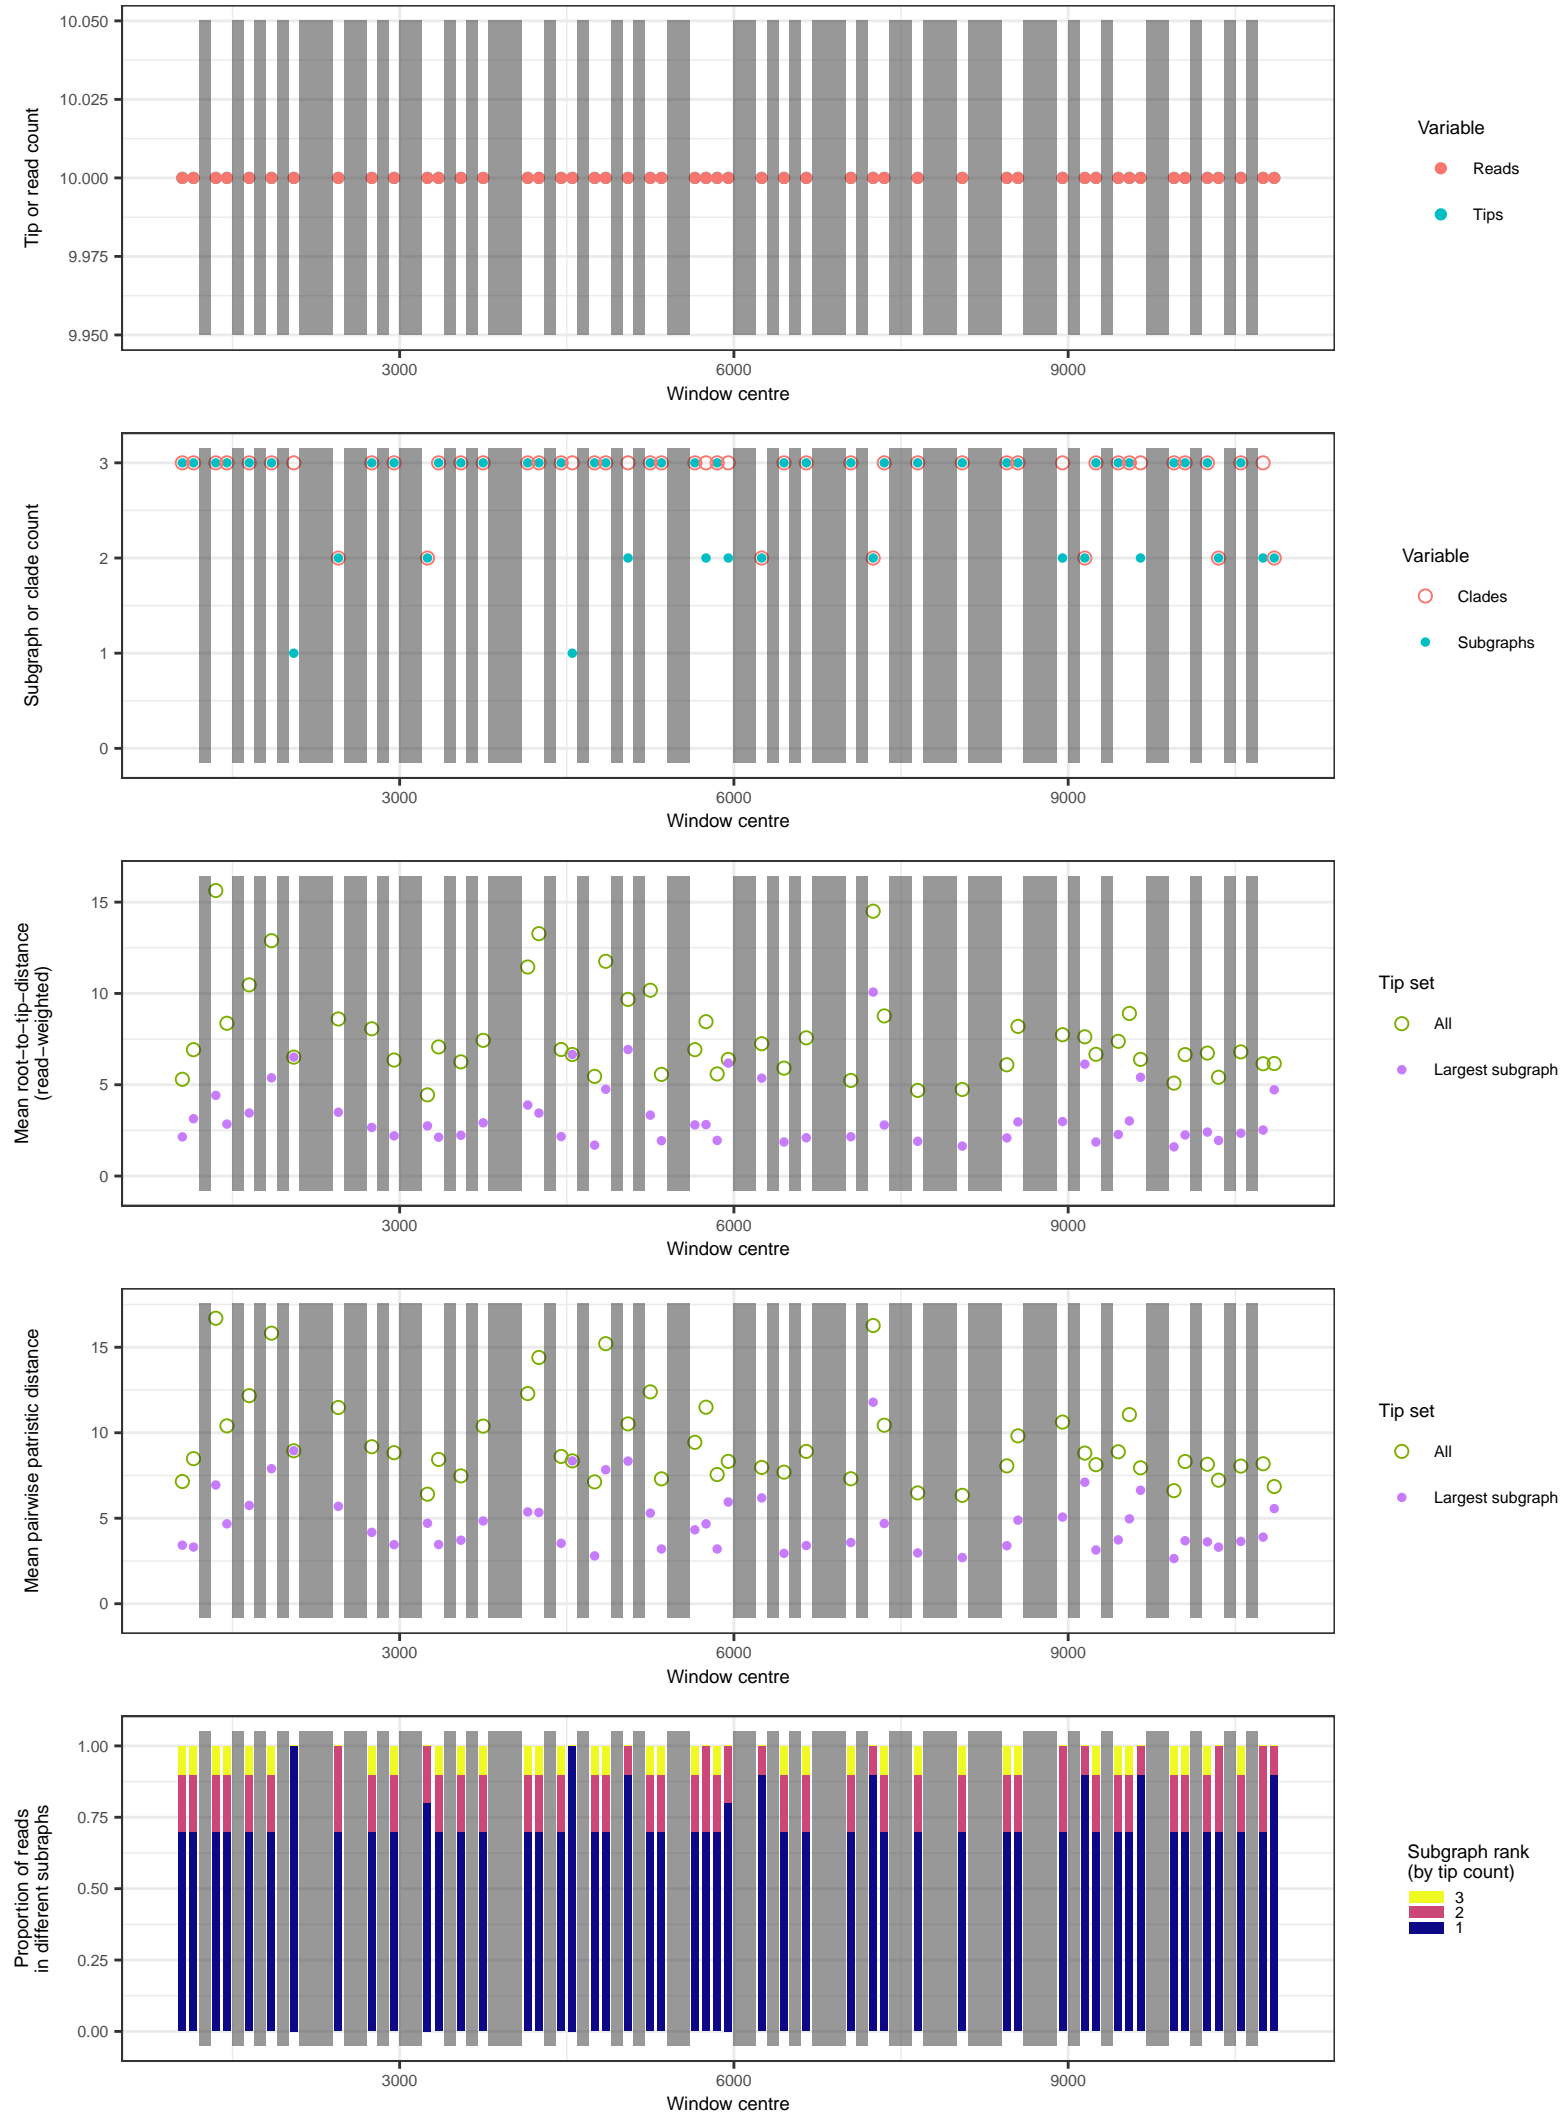 10.050
10.025
10.000
9.975
9.950
Tip or read count
3000
6000
9000
Window centre
Variable
Reads
Tips
3
2
1
0
Subgraph or clade count
3000
6000
9000
Window centre
Variable
Clades
Subgraphs
15
10
5
0
Mean root−to−tip−distance
(read−weighted)
3000
6000
9000
Window centre
Tip set
All
Largest subgraph
15
10
5
0
Mean pairwise patristic distance
3000
6000
9000
Window centre
Tip set
All
Largest subgraph
1.00
0.75
0.50
0.25
0.00
Proportion of reads
in different subraphs
3000
6000
9000
Window centre
Subgraph rank
(by tip count)
3
2
1